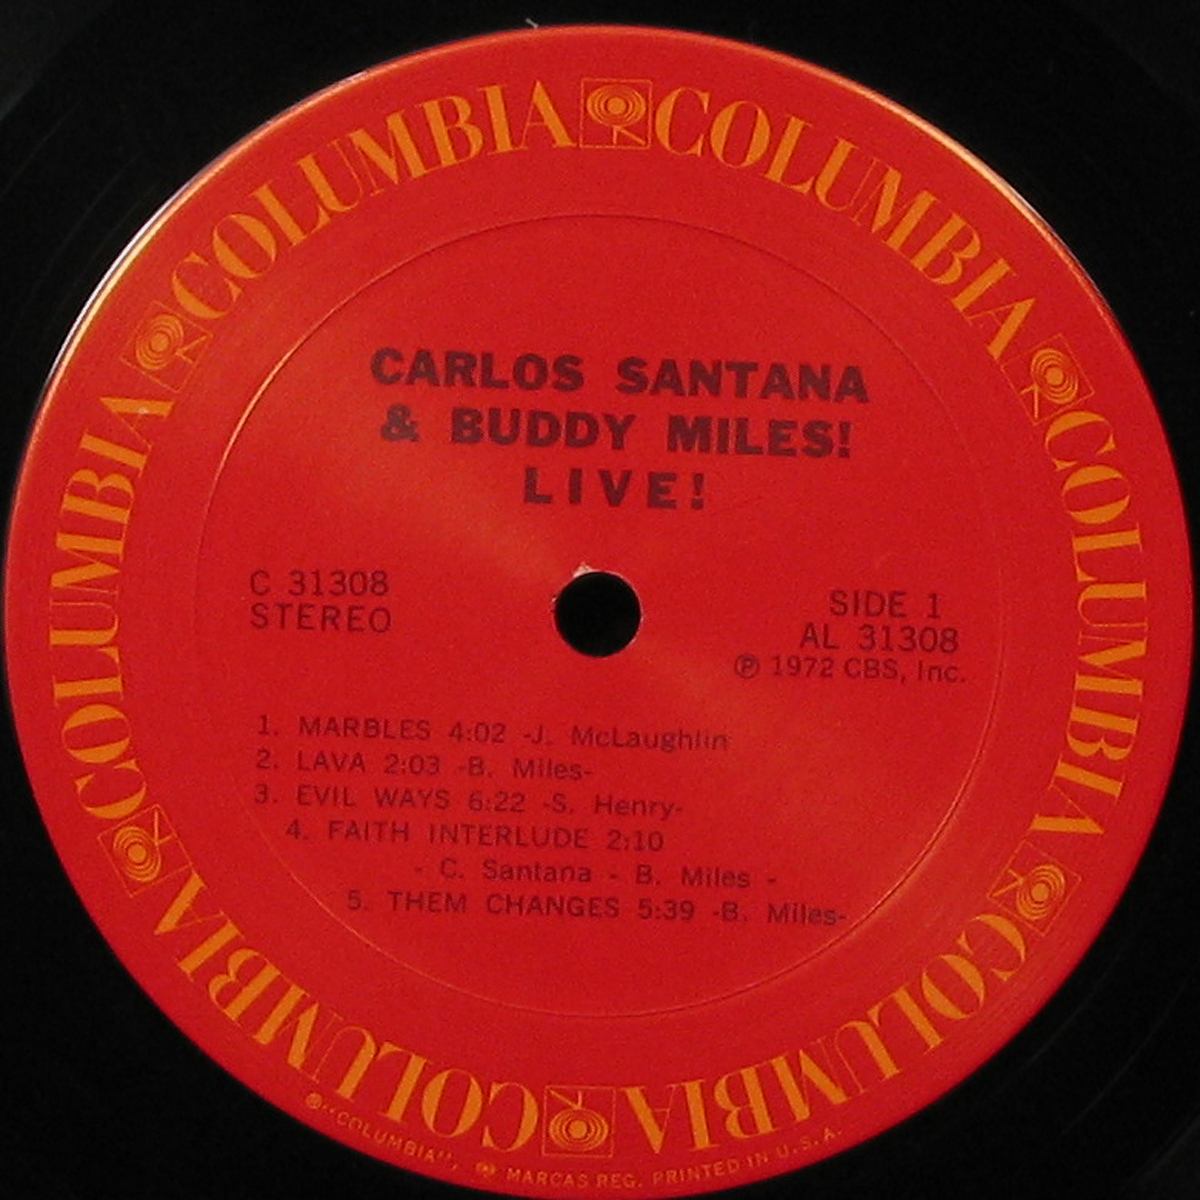 COLUMBIA COLUMBIA COLUMBIA COLUMBIA COLUMBIA COLUMBIA
CARLOS SANTANA
& BUDDY MILES!
LIVE!
C 31308
STEREO
SIDE 1
AL 31308
℗ 1972 CBS, Inc.
1. MARBLES 4:02 -J. McLaughlin
2. LAVA 2:03 -B. Miles-
3. EVIL WAYS 6:22 -S. Henry-
4. FAITH INTERLUDE 2:10
- C. Santana - B. Miles -
5. THEM CHANGES 5:39 -B. Miles-
®"COLUMBIA", ® MARCAS REG. PRINTED IN U.S.A.